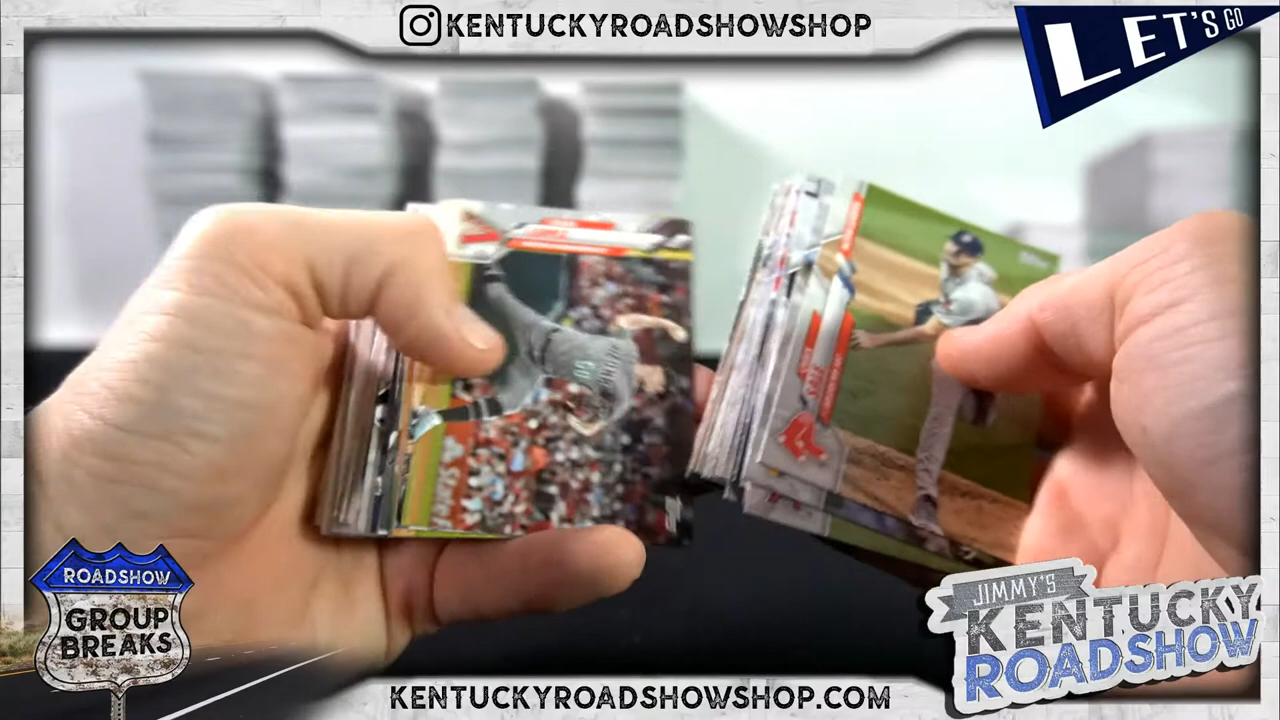 KENTUCKYROADSHOWSHOP
LET'S GO
ROADSHOW
GROUP
BREAKS
JIMMY'S
KENTUCKY
ROADSHOW
KENTUCKYROADSHOWSHOP.COM